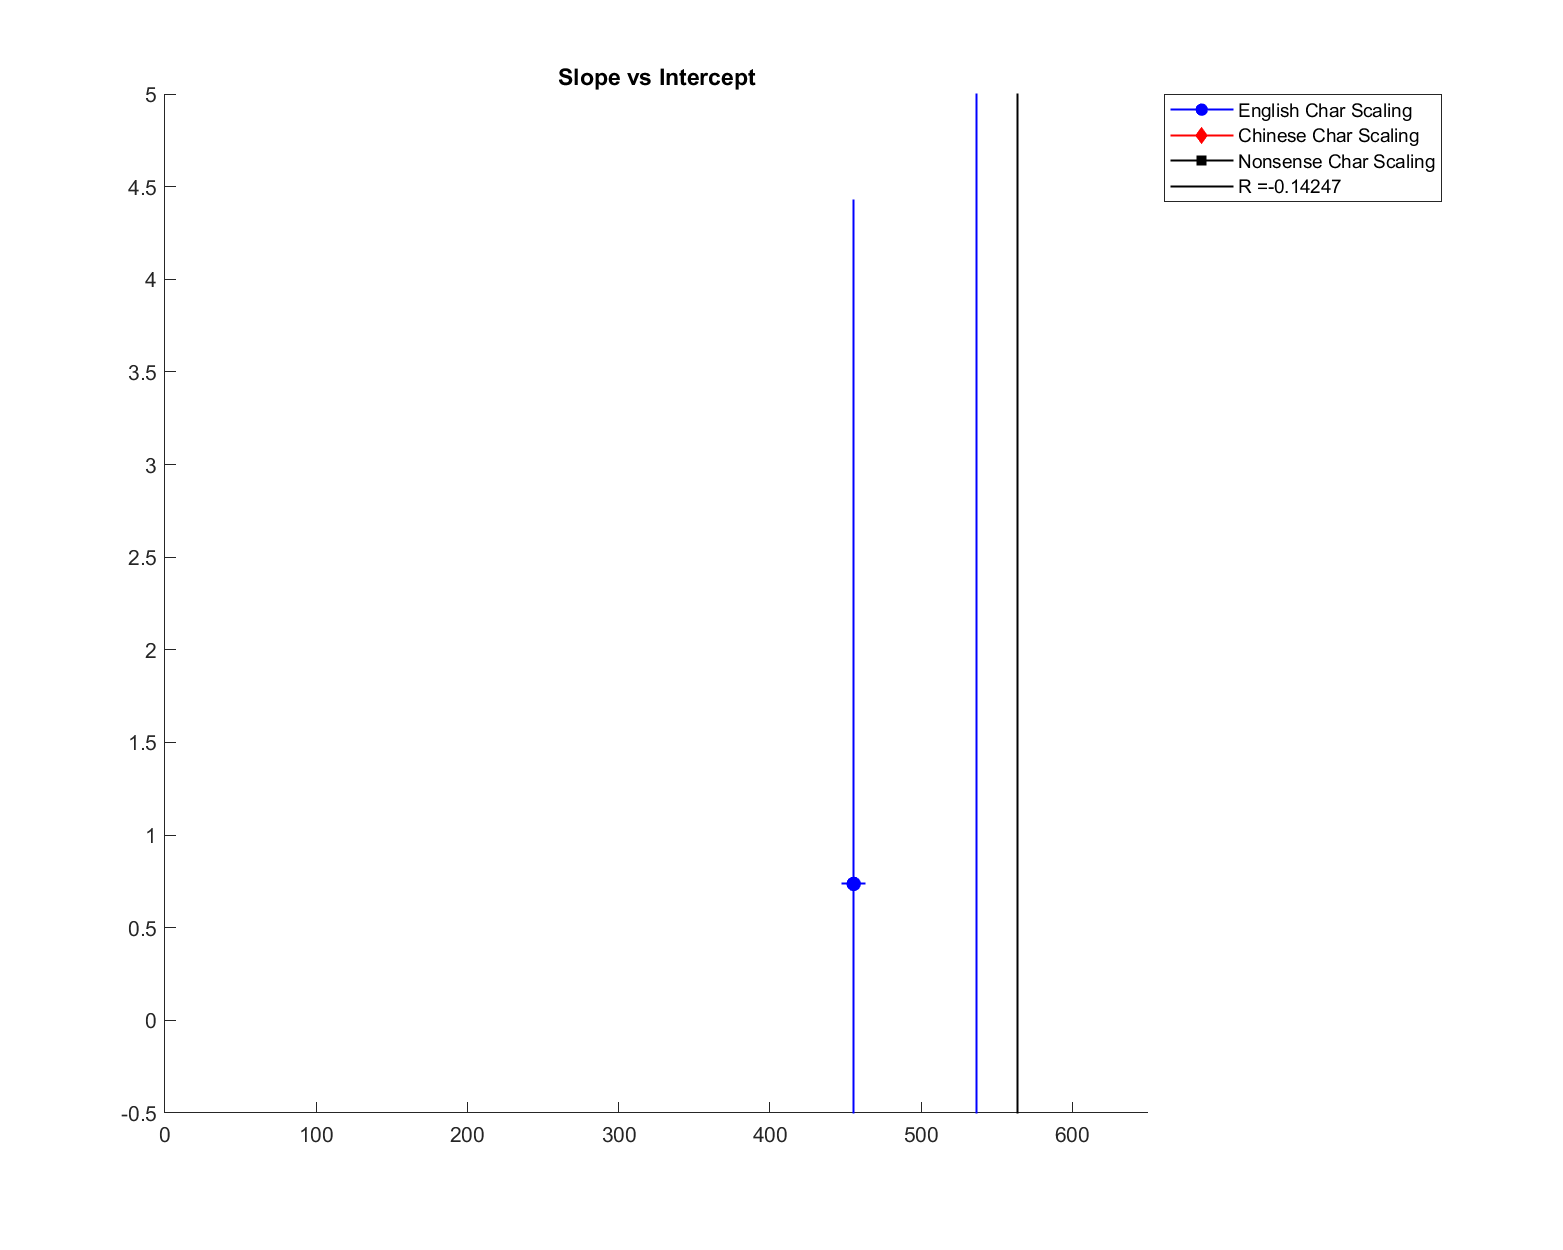 Slope vs Intercept
English Char Scaling
Chinese Char Scaling
Nonsense Char Scaling
R =-0.14247
5
4.5
4
3.5
3
2.5
2
1.5
1
0.5
0
-0.5
0 100 200 300 400 500 600